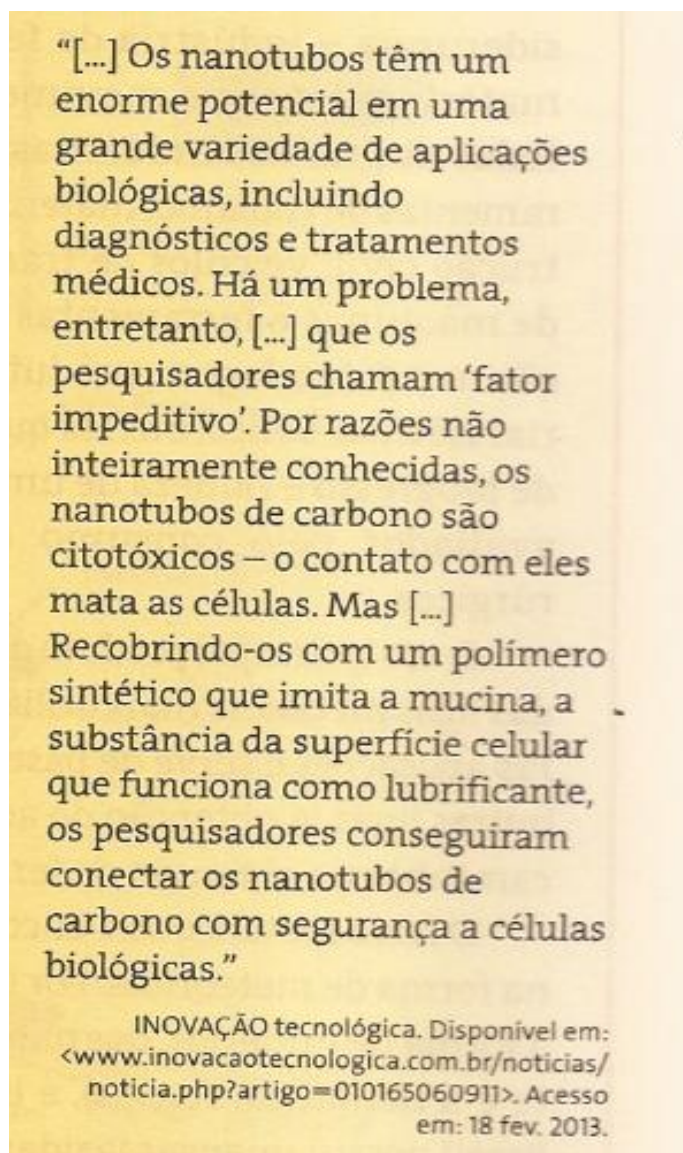 “[...] Os nanotubos têm um
enorme potencial em uma
grande variedade de aplicações
biológicas, incluindo
diagnósticos e tratamentos
médicos. Há um problema,
entretanto, [...] que os
pesquisadores chamam ‘fator
impeditivo’. Por razões não
inteiramente conhecidas, os
nanotubos de carbono são
citotóxicos – o contato com eles
mata as células. Mas [...]
Recobrindo-os com um polímero
sintético que imita a mucina, a
substância da superfície celular
que funciona como lubrificante,
os pesquisadores conseguiram
conectar os nanotubos de
carbono com segurança a células
biológicas.”
INOVAÇÃO tecnológica. Disponível em:
<www.inovacaotecnologica.com.br/noticias/
noticia.php?artigo=010165060911>. Acesso
em: 18 fev. 2013.